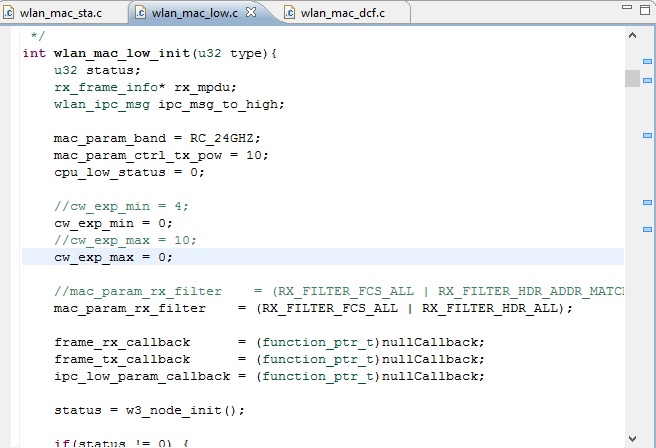 wlan_mac_sta.c wlan_mac_low.c wlan_mac_dcf.c
*/
int wlan_mac_low_init(u32 type){
u32 status;
rx_frame_info* rx_mpdu;
wlan_ipc_msg ipc_msg_to_high;
mac_param_band = RC_24GHZ;
mac_param_ctrl_tx_pow = 10;
cpu_low_status = 0;
//cw_exp_min = 4;
cw_exp_min = 0;
//cw_exp_max = 10;
cw_exp_max = 0;
//mac_param_rx_filter = (RX_FILTER_FCS_ALL | RX_FILTER_HDR_ADDR_MATC
mac_param_rx_filter = (RX_FILTER_FCS_ALL | RX_FILTER_HDR_ALL);
frame_rx_callback = (function_ptr_t)nullCallback;
frame_tx_callback = (function_ptr_t)nullCallback;
ipc_low_param_callback = (function_ptr_t)nullCallback;
status = w3_node_init();
if(status != 0) {